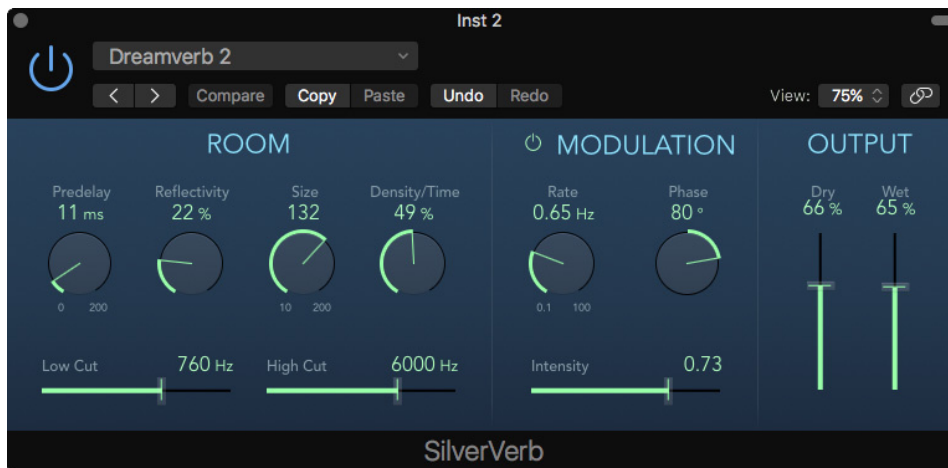 Inst 2
Dreamverb 2
Compare Copy Paste Undo Redo View: 75%
ROOM MODULATION OUTPUT
Predelay Reflectivity Size Density/Time Rate Phase Dry Wet
11 ms 22 % 132 49 % 0.65 Hz 80 ° 66 % 65 %
0 200 10 200 0.1 100
Low Cut 760 Hz High Cut 6000 Hz Intensity 0.73
SilverVerb